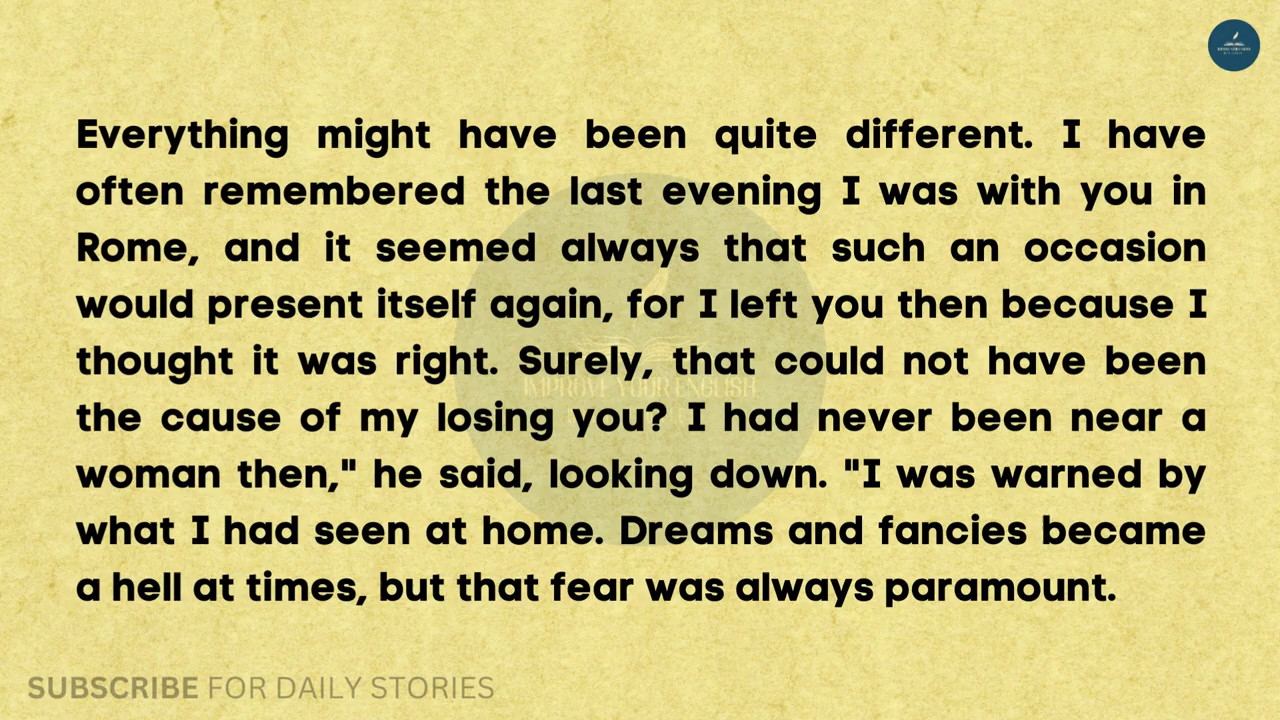 Everything might have been quite different. I have
often remembered the last evening I was with you in
Rome, and it seemed always that such an occasion
would present itself again, for I left you then because I
thought it was right. Surely, that could not have been
IMPROVE YOUR ENGLISH
the cause of my losing you? I had never been near a
woman then," he said, looking down. "I was warned by
what I had seen at home. Dreams and fancies became
a hell at times, but that fear was always paramount.
SUBSCRIBE FOR DAILY STORIES